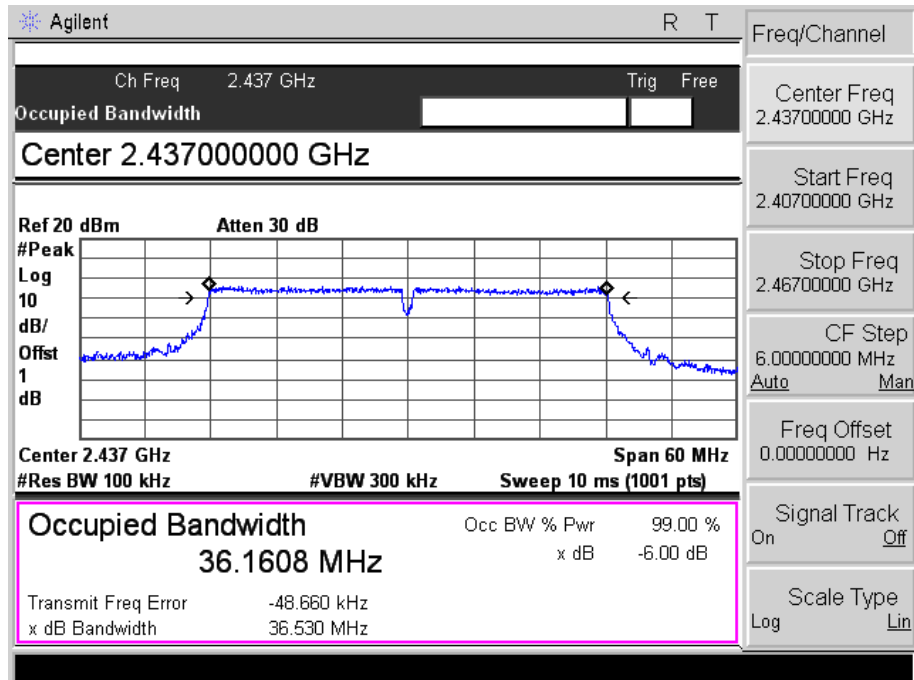 Agilent
R T
Ch Freq 2.437 GHz Trig Free
Occupied Bandwidth
Center 2.437000000 GHz
Ref 20 dBm Atten 30 dB
#Peak
Log
10
dB/
Offst
1
dB
Center 2.437 GHz Span 60 MHz
#Res BW 100 kHz #VBW 300 kHz Sweep 10 ms (1001 pts)
Occupied Bandwidth
36.1608 MHz
Occ BW % Pwr 99.00 %
x dB -6.00 dB
Transmit Freq Error -48.660 kHz
x dB Bandwidth 36.530 MHz
Freq/Channel
Center Freq
2.43700000 GHz
Start Freq
2.40700000 GHz
Stop Freq
2.46700000 GHz
CF Step
6.00000000 MHz
Auto Man
Freq Offset
0.00000000 Hz
Signal Track
On Off
Scale Type
Log Lin